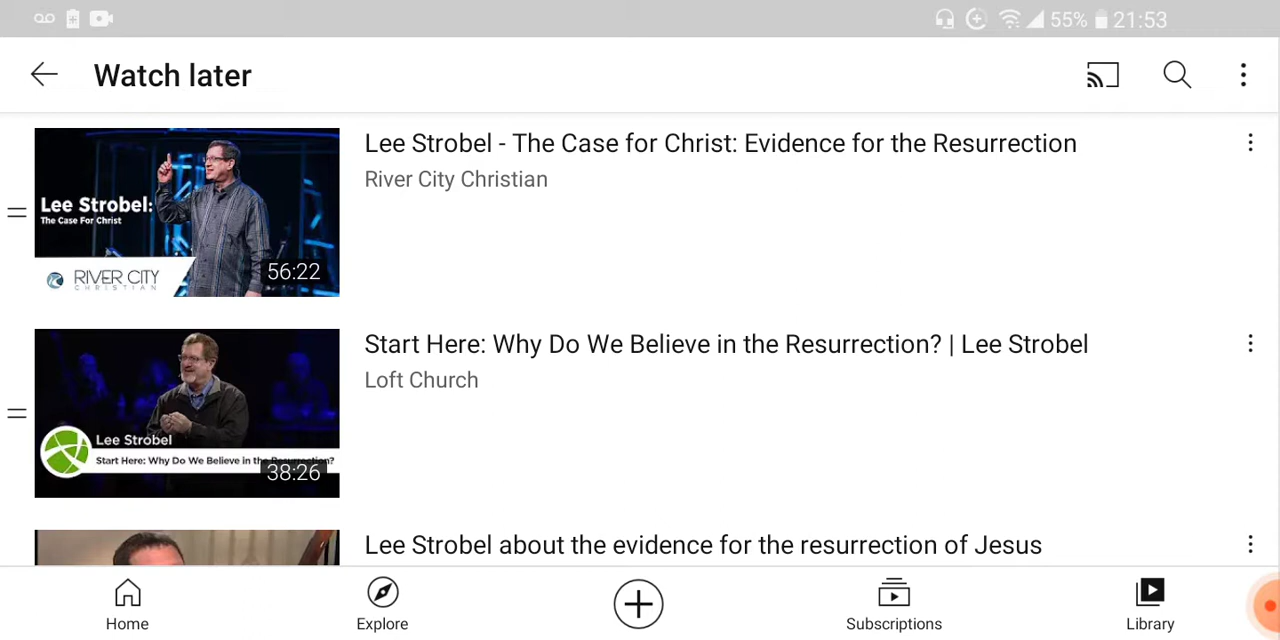 55% 21:53
Watch later
Lee Strobel:
The Case For Christ
RIVER CITY
CHRISTIAN
56:22
Lee Strobel - The Case for Christ: Evidence for the Resurrection
River City Christian
Lee Strobel
Start Here: Why Do We Believe in the Resurrection?
38:26
Start Here: Why Do We Believe in the Resurrection? | Lee Strobel
Loft Church
Lee Strobel about the evidence for the resurrection of Jesus
Home
Explore
Subscriptions
Library